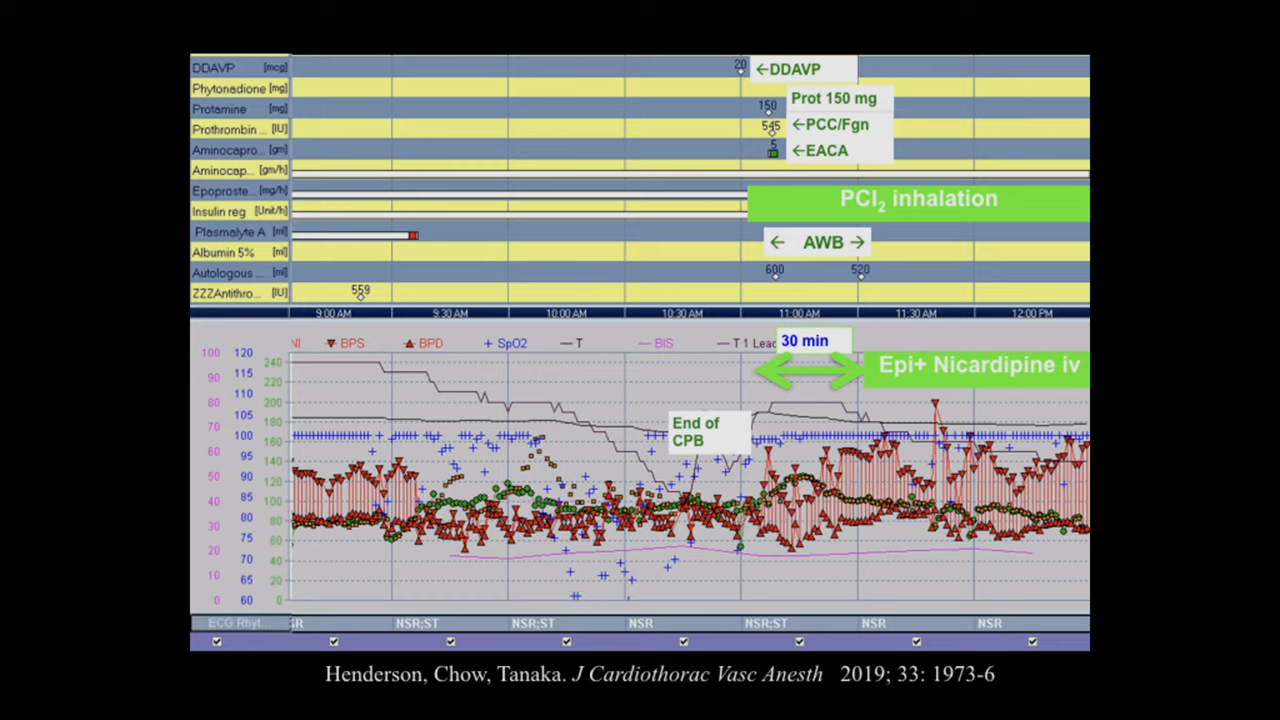 DDAVP [mcg] 20 ←DDAVP
Phytonadione [mg]
Protamine [mg] 150 Prot 150 mg
Prothrombin ... [IU] 545 ←PCC/Fgn
Aminocapro... [gm] 5 ←EACA
Aminocap... [gm/h]
Epoproste... [mg/h] PCI2 inhalation
Insulin reg [Unit/h]
Plasmalyte A [ml] ← AWB →
Albumin 5% [ml]
Autologous ... [ml] 600 520
ZZZAntithro... [IU] 559
9:00 AM 9:30 AM 10:00 AM 10:30 AM 11:00 AM 11:30 AM 12:00 PM
NI BPS BPD SpO2 T BIS T 1 Leac 30 min
100 120
240 Epi+ Nicardipine iv
90 115
220
110
80 200
105
70 180 End of
100 160 CPB
60 95 140
50 90 120
40 85 100
30 80 80
75 60
20 70 40
10 65 20
0 60 0
ECG Rhyt... SR NSR;ST NSR;ST NSR NSR;ST NSR NSR
Henderson, Chow, Tanaka. J Cardiothorac Vasc Anesth 2019; 33: 1973-6